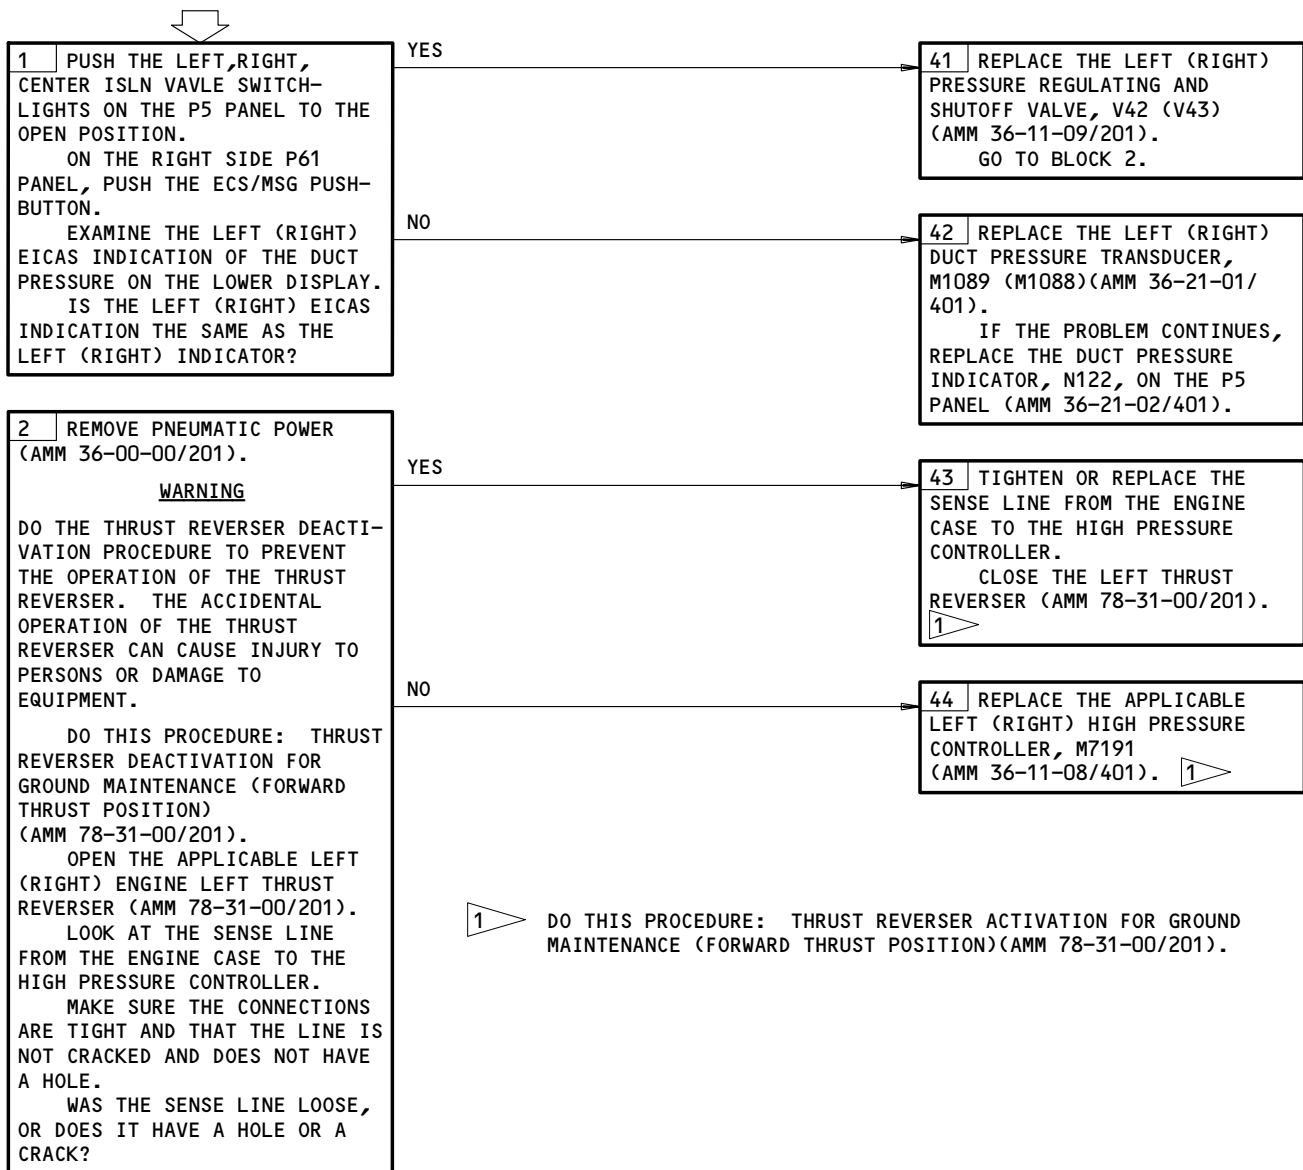 1 PUSH THE LEFT,RIGHT,
CENTER ISLN VAVLE SWITCH-
LIGHTS ON THE P5 PANEL TO THE
OPEN POSITION.
ON THE RIGHT SIDE P61
PANEL, PUSH THE ECS/MSG PUSH-
BUTTON.
EXAMINE THE LEFT (RIGHT)
EICAS INDICATION OF THE DUCT
PRESSURE ON THE LOWER DISPLAY.
IS THE LEFT (RIGHT) EICAS
INDICATION THE SAME AS THE
LEFT (RIGHT) INDICATOR?
YES
41 REPLACE THE LEFT (RIGHT)
PRESSURE REGULATING AND
SHUTOFF VALVE, V42 (V43)
(AMM 36-11-09/201).
GO TO BLOCK 2.
NO
42 REPLACE THE LEFT (RIGHT)
DUCT PRESSURE TRANSDUCER,
M1089 (M1088)(AMM 36-21-01/
401).
IF THE PROBLEM CONTINUES,
REPLACE THE DUCT PRESSURE
INDICATOR, N122, ON THE P5
PANEL (AMM 36-21-02/401).
2 REMOVE PNEUMATIC POWER
(AMM 36-00-00/201).
WARNING
DO THE THRUST REVERSER DEACTI-
VATION PROCEDURE TO PREVENT
THE OPERATION OF THE THRUST
REVERSER. THE ACCIDENTAL
OPERATION OF THE THRUST
REVERSER CAN CAUSE INJURY TO
PERSONS OR DAMAGE TO
EQUIPMENT.
DO THIS PROCEDURE: THRUST
REVERSER DEACTIVATION FOR
GROUND MAINTENANCE (FORWARD
THRUST POSITION)
(AMM 78-31-00/201).
OPEN THE APPLICABLE LEFT
(RIGHT) ENGINE LEFT THRUST
REVERSER (AMM 78-31-00/201).
LOOK AT THE SENSE LINE
FROM THE ENGINE CASE TO THE
HIGH PRESSURE CONTROLLER.
MAKE SURE THE CONNECTIONS
ARE TIGHT AND THAT THE LINE IS
NOT CRACKED AND DOES NOT HAVE
A HOLE.
WAS THE SENSE LINE LOOSE,
OR DOES IT HAVE A HOLE OR A
CRACK?
YES
43 TIGHTEN OR REPLACE THE
SENSE LINE FROM THE ENGINE
CASE TO THE HIGH PRESSURE
CONTROLLER.
CLOSE THE LEFT THRUST
REVERSER (AMM 78-31-00/201).
1
NO
44 REPLACE THE APPLICABLE
LEFT (RIGHT) HIGH PRESSURE
CONTROLLER, M7191
(AMM 36-11-08/401). 1
1 DO THIS PROCEDURE: THRUST REVERSER ACTIVATION FOR GROUND
MAINTENANCE (FORWARD THRUST POSITION)(AMM 78-31-00/201).